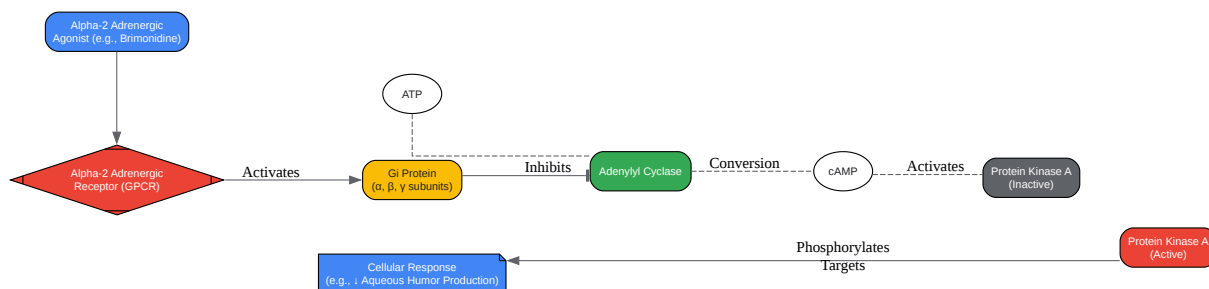 Alpha-2 Adrenergic
Agonist (e.g., Brimonidine)
ATP
Alpha-2 Adrenergic
Receptor (GPCR)
Activates
Gi Protein
(α, β, γ subunits)
Inhibits
Adenylyl Cyclase
Conversion
cAMP
Activates
Protein Kinase A
(Inactive)
Protein Kinase A
(Active)
Phosphorylates
Targets
Cellular Response
(e.g., ↓ Aqueous Humor Production)